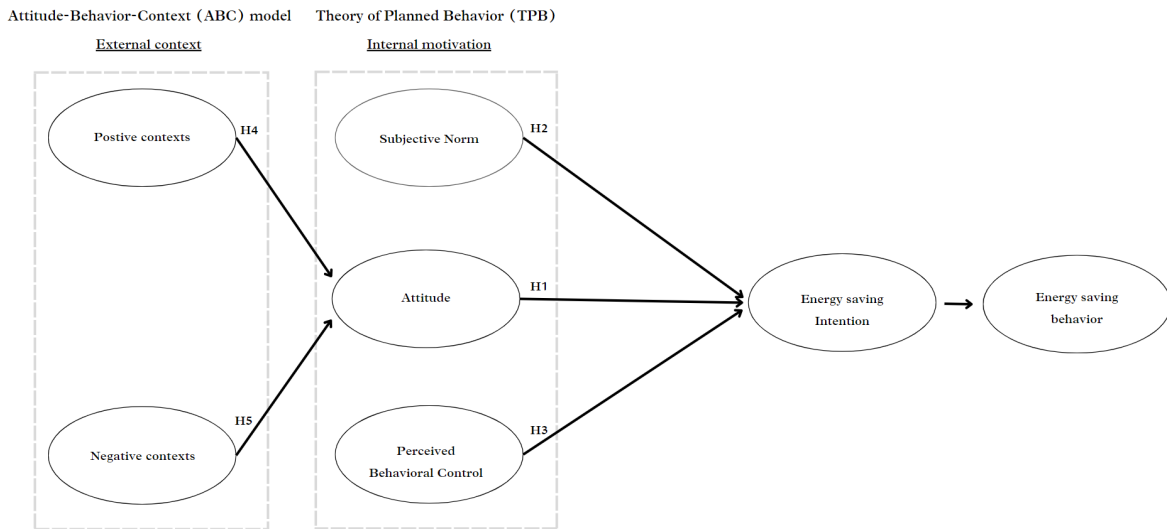 Attitude-Behavior-Context (ABC) model
External context
Theory of Planned Behavior (TPB)
Internal motivation
Postive contexts
H4
Subjective Norm
H2
Attitude
H1
Energy saving
Intention
Energy saving
behavior
Negative contexts
H5
Perceived
Behavioral Control
H3